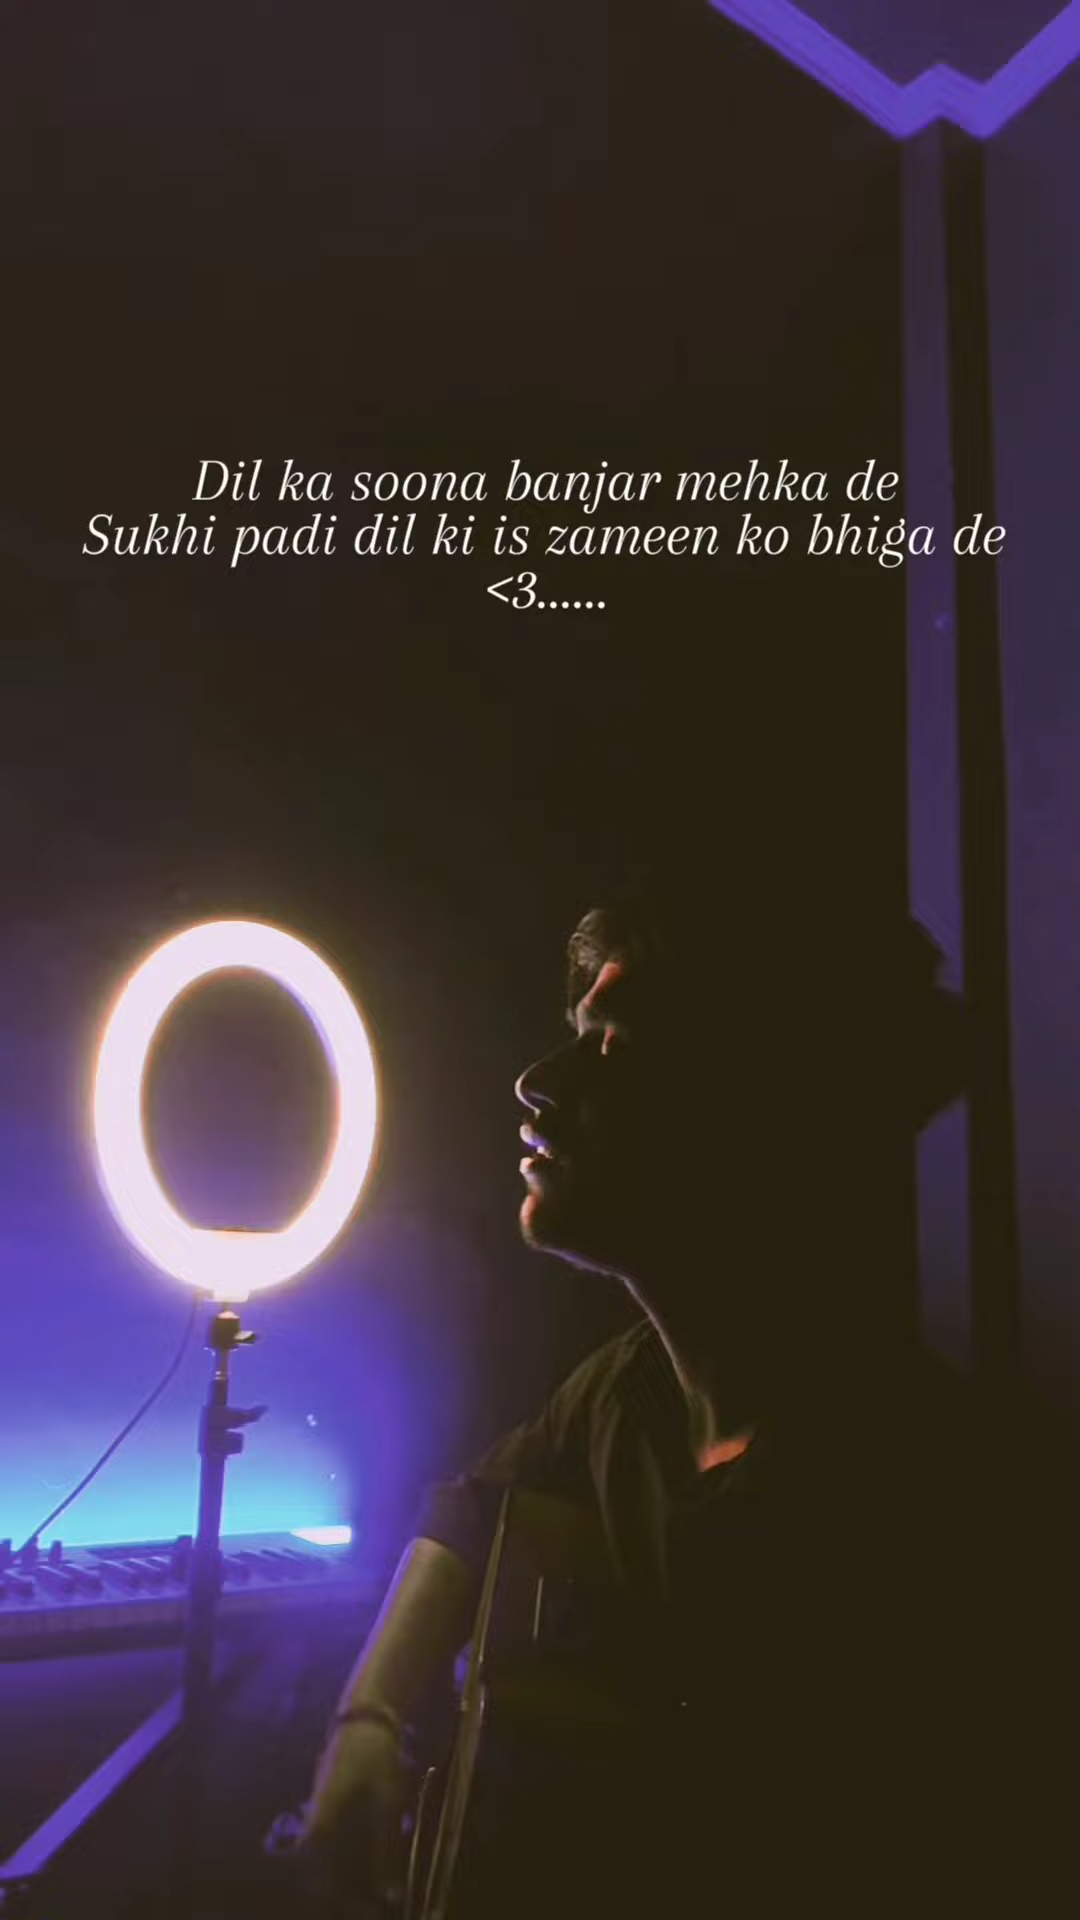 Dil ka soona banjar mehka de
Sukhi padi dil ki is zameen ko bhiga de
<3......